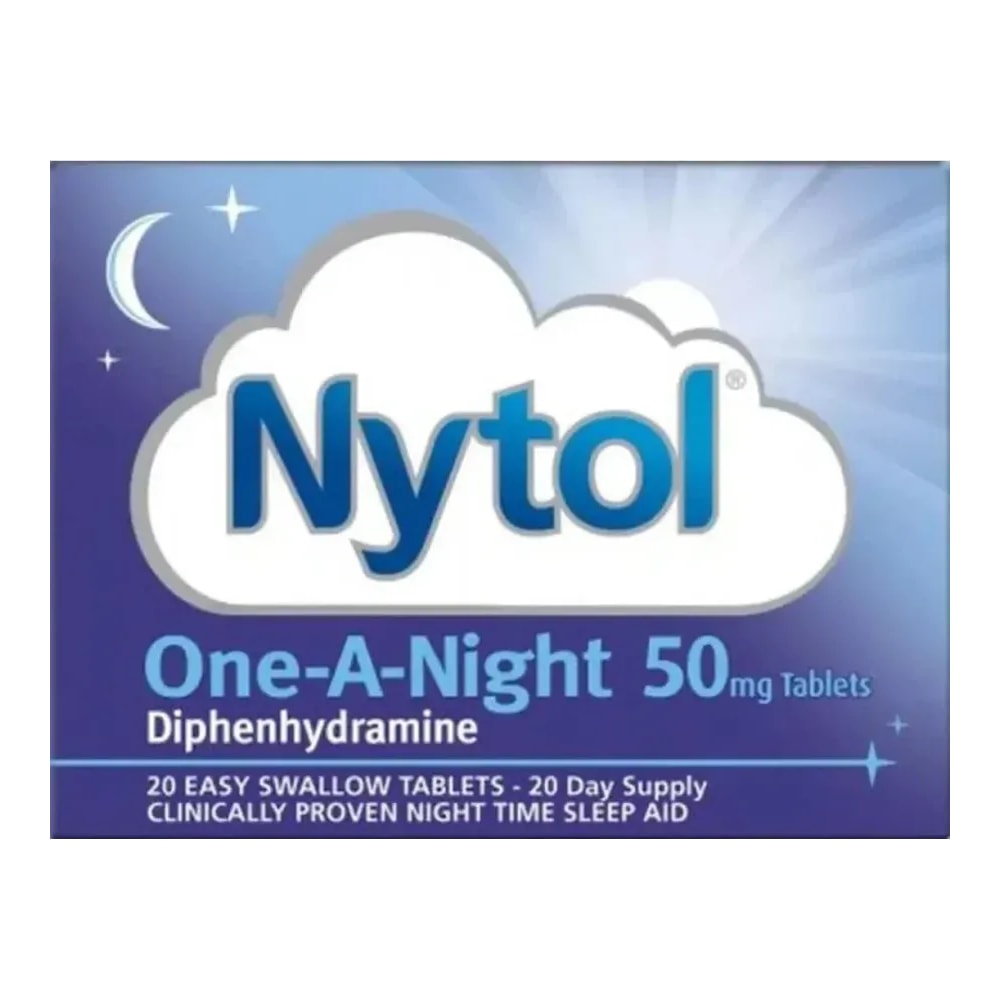 Nytol®
One-A-Night 50mg Tablets
Diphenhydramine
20 EASY SWALLOW TABLETS - 20 Day Supply
CLINICALLY PROVEN NIGHT TIME SLEEP AID